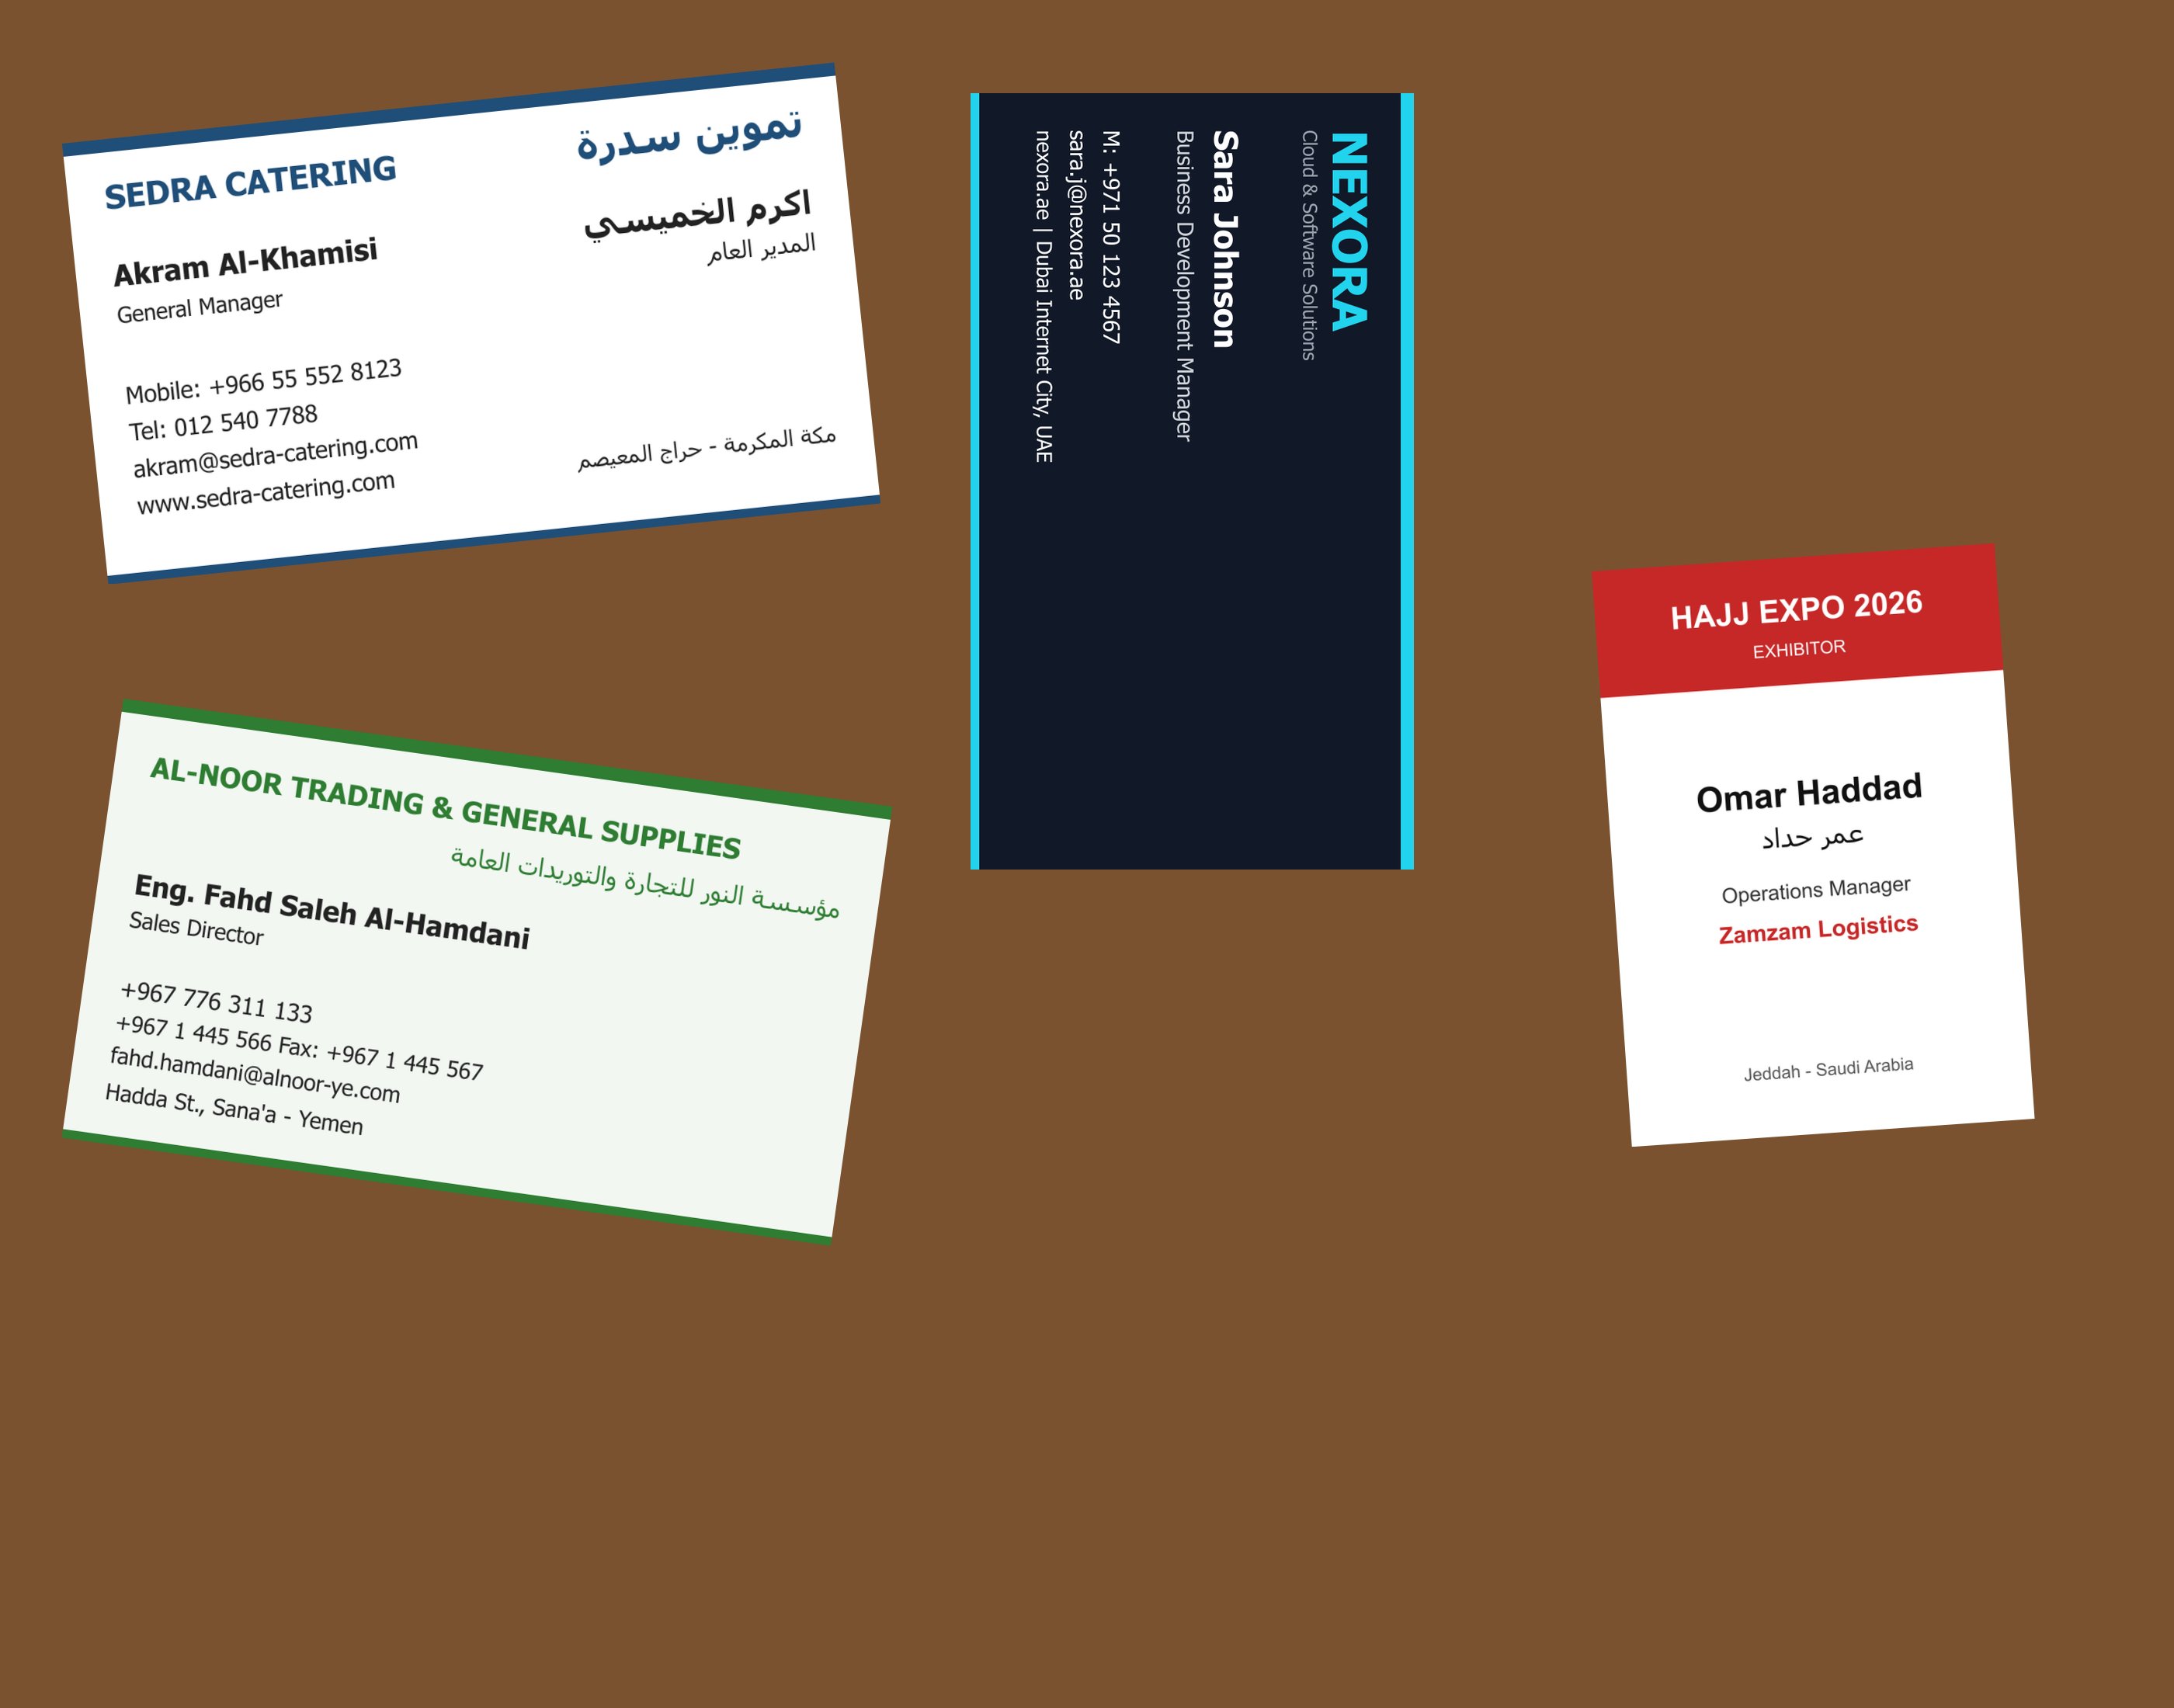 SEDRA CATERING
تموين سدرة
Akram Al-Khamisi
اكرم الخميسي
General Manager
المدير العام
Mobile: +966 55 552 8123
Tel: 012 540 7788
akram@sedra-catering.com
www.sedra-catering.com
مكة المكرمة - حراج المعيصم
NEXORA
Cloud & Software Solutions
Sara Johnson
Business Development Manager
M: +971 50 123 4567
sara.j@nexora.ae
nexora.ae | Dubai Internet City, UAE
AL-NOOR TRADING & GENERAL SUPPLIES
مؤسسة النور للتجارة والتوريدات العامة
Eng. Fahd Saleh Al-Hamdani
Sales Director
+967 776 311 133
+967 1 445 566 Fax: +967 1 445 567
fahd.hamdani@alnoor-ye.com
Hadda St., Sana'a - Yemen
HAJJ EXPO 2026
EXHIBITOR
Omar Haddad
عمر حداد
Operations Manager
Zamzam Logistics
Jeddah - Saudi Arabia